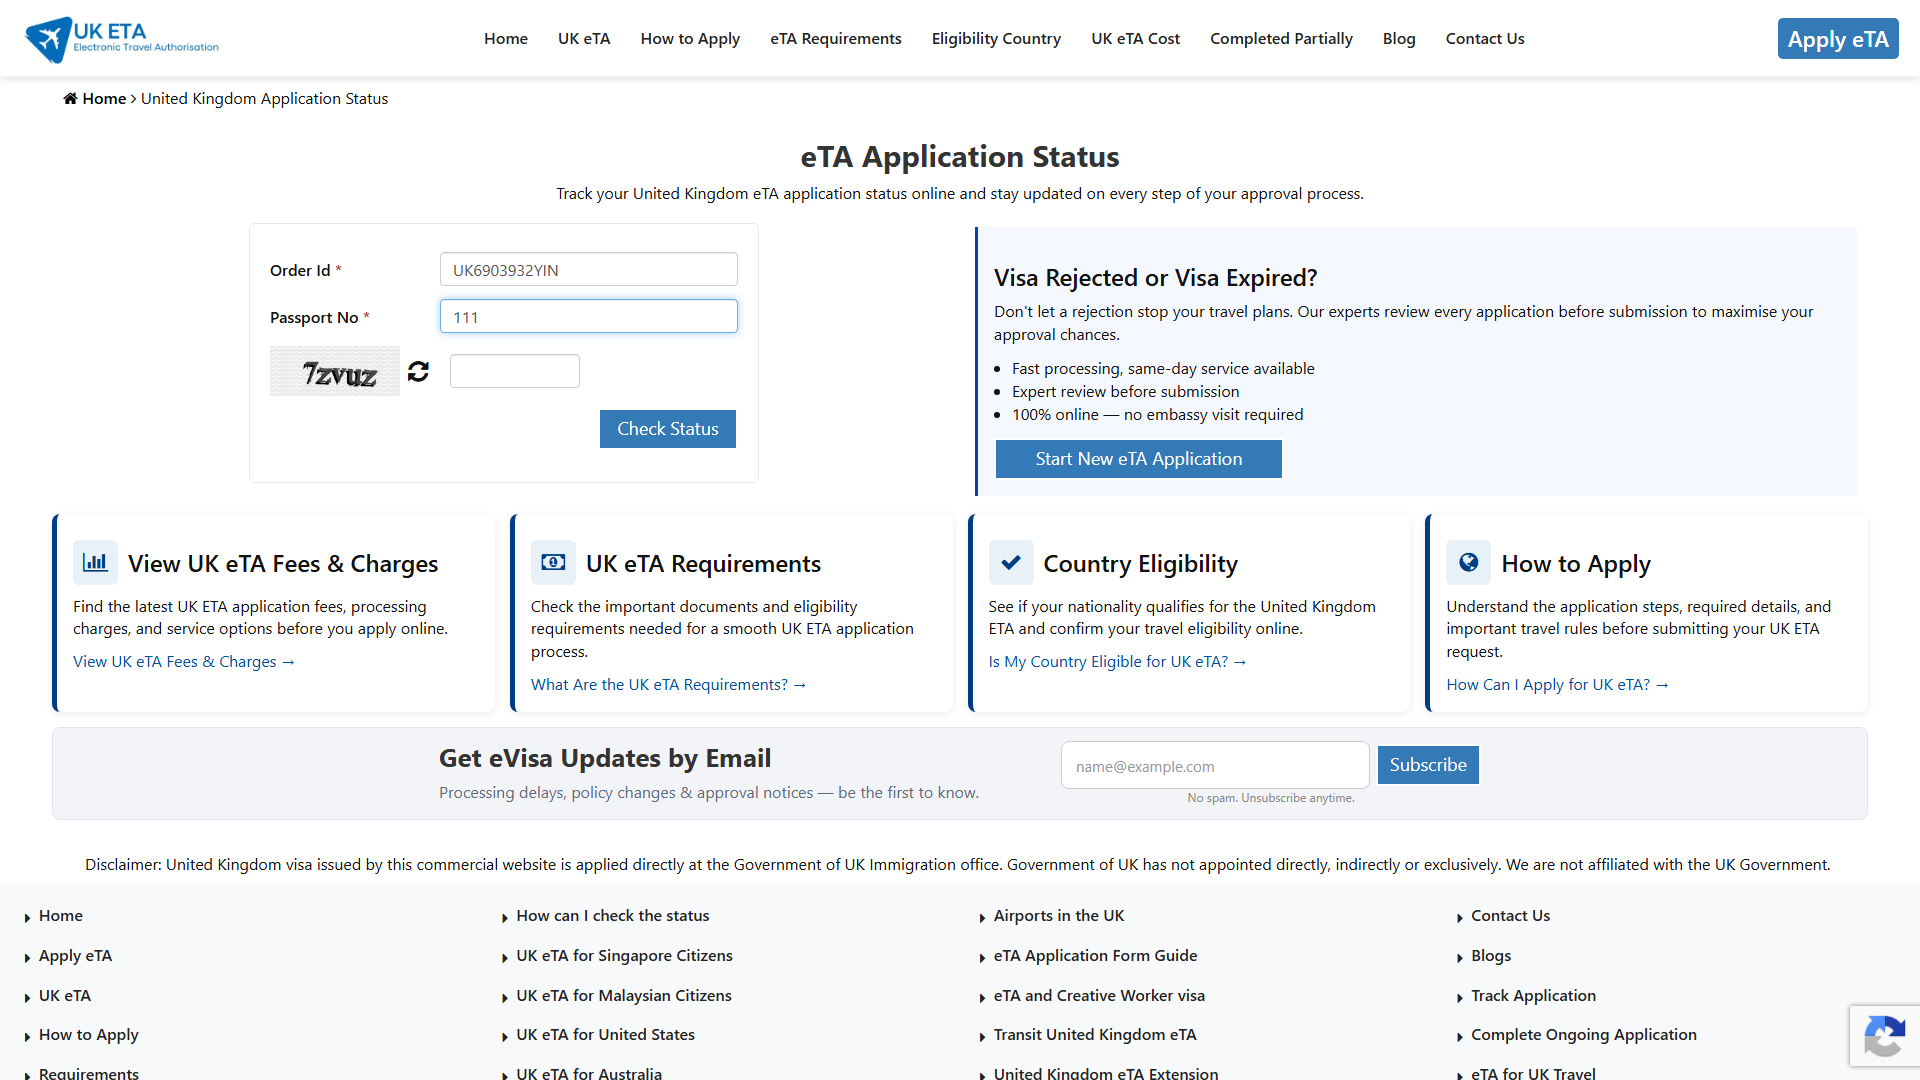 UK ETA
Electronic Travel Authorisation
Home
UK eTA
How to Apply
eTA Requirements
Eligibility Country
UK eTA Cost
Completed Partially
Blog
Contact Us
Apply eTA
Home > United Kingdom Application Status
eTA Application Status
Track your United Kingdom eTA application status online and stay updated on every step of your approval process.
Order Id *
UK6903932YIN
Passport No *
111
7zvuz
Check Status
Visa Rejected or Visa Expired?
Don't let a rejection stop your travel plans. Our experts review every application before submission to maximise your
approval chances.
Fast processing, same-day service available
Expert review before submission
100% online — no embassy visit required
Start New eTA Application
View UK eTA Fees & Charges
Find the latest UK ETA application fees, processing
charges, and service options before you apply online.
View UK eTA Fees & Charges →
UK eTA Requirements
Check the important documents and eligibility
requirements needed for a smooth UK ETA application
process.
What Are the UK eTA Requirements? →
Country Eligibility
See if your nationality qualifies for the United Kingdom
ETA and confirm your travel eligibility online.
Is My Country Eligible for UK eTA? →
How to Apply
Understand the application steps, required details, and
important travel rules before submitting your UK ETA
request.
How Can I Apply for UK eTA? →
Get eVisa Updates by Email
Processing delays, policy changes & approval notices — be the first to know.
name@example.com
Subscribe
No spam. Unsubscribe anytime.
Disclaimer: United Kingdom visa issued by this commercial website is applied directly at the Government of UK Immigration office. Government of UK has not appointed directly, indirectly or exclusively. We are not affiliated with the UK Government.
Home
Apply eTA
UK eTA
How to Apply
Requirements
How can I check the status
UK eTA for Singapore Citizens
UK eTA for Malaysian Citizens
UK eTA for United States
UK eTA for Australia
Airports in the UK
eTA Application Form Guide
eTA and Creative Worker visa
Transit United Kingdom eTA
United Kingdom eTA Extension
Contact Us
Blogs
Track Application
Complete Ongoing Application
eTA for UK Travel